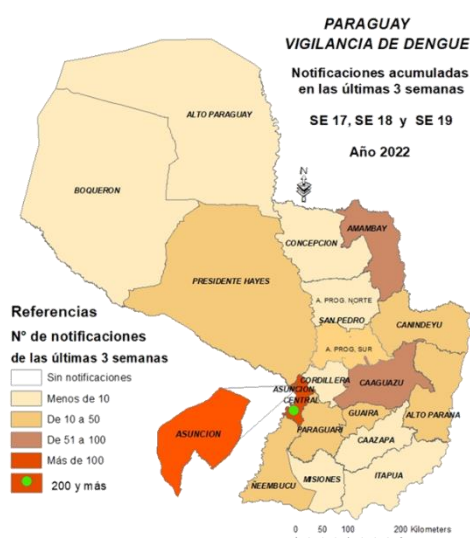 PARAGUAY
VIGILANCIA DE DENGUE
Notificaciones acumuladas
en las últimas 3 semanas
SE 17, SE 18 y SE 19
Año 2022
N
ALTO PARAGUAY
BOQUERON
CONCEPCION
AMAMBAY
PRESIDENTE HAYES
A. PROG. NORTE
SAN PEDRO
CANINDEYU
A. PROG. SUR
CORDILLERA
ASUNCION
CENTRAL
CAAGUAZU
GUAIRA
ALTO PARANA
PARAGUARI
CAAZAPA
ÑEEMBUCU
MISIONES
ITAPUA
ASUNCION
Referencias
Nº de notificaciones
de las últimas 3 semanas
Sin notificaciones
Menos de 10
De 10 a 50
De 51 a 100
Más de 100
200 y más
0 50 100 200 Kilometers